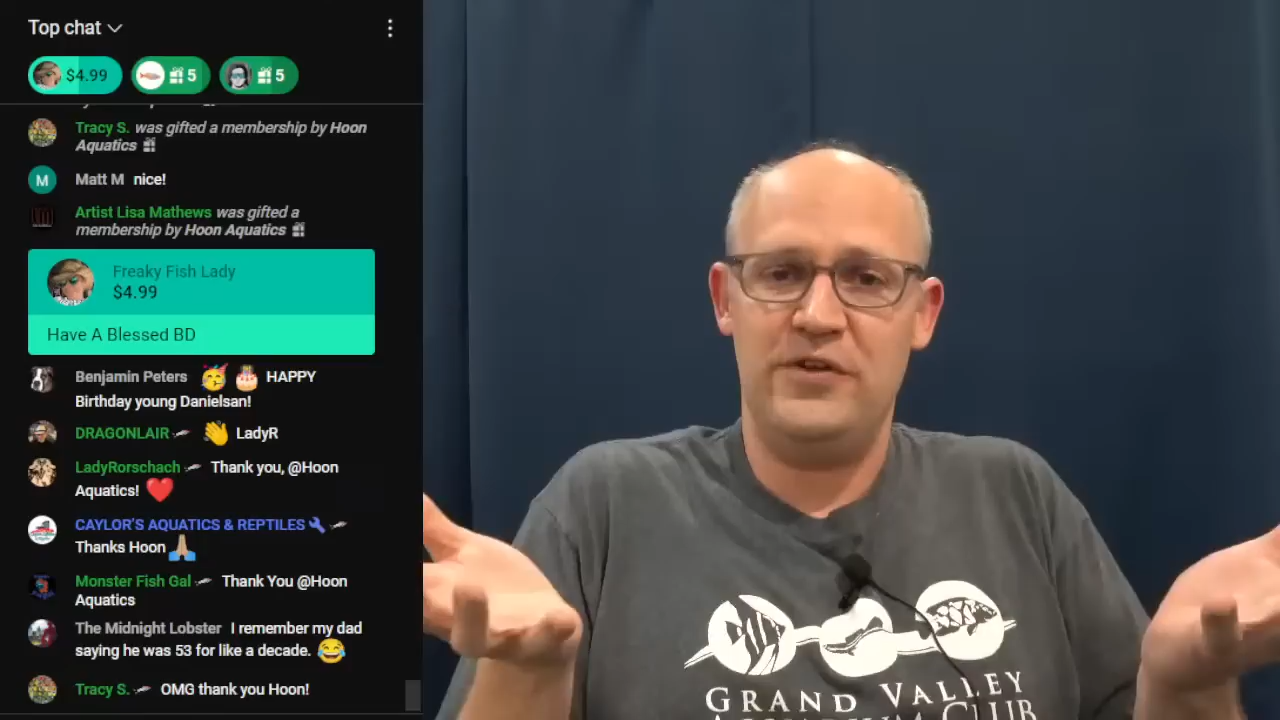 Top chat
$4.99
5
5
Tracy S. was gifted a membership by Hoon
Aquatics
M
Matt M nice!
Artist Lisa Mathews was gifted a
membership by Hoon Aquatics
Freaky Fish Lady
$4.99
Have A Blessed BD
Benjamin Peters HAPPY
Birthday young Danielsan!
DRAGONLAIR LadyR
LadyRorschach Thank you, @Hoon
Aquatics!
CAYLOR'S AQUATICS & REPTILES
Thanks Hoon
Monster Fish Gal Thank You @Hoon
Aquatics
The Midnight Lobster I remember my dad
saying he was 53 for like a decade.
Tracy S. OMG thank you Hoon!
GRAND VALLEY
AQUARIUM CLUB